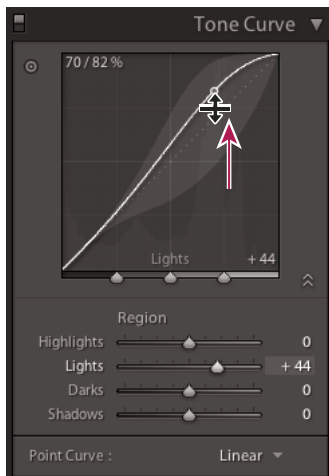 Tone Curve
70 / 82 %
Lights + 44
Region
Highlights 0
Lights + 44
Darks 0
Shadows 0
Point Curve : Linear